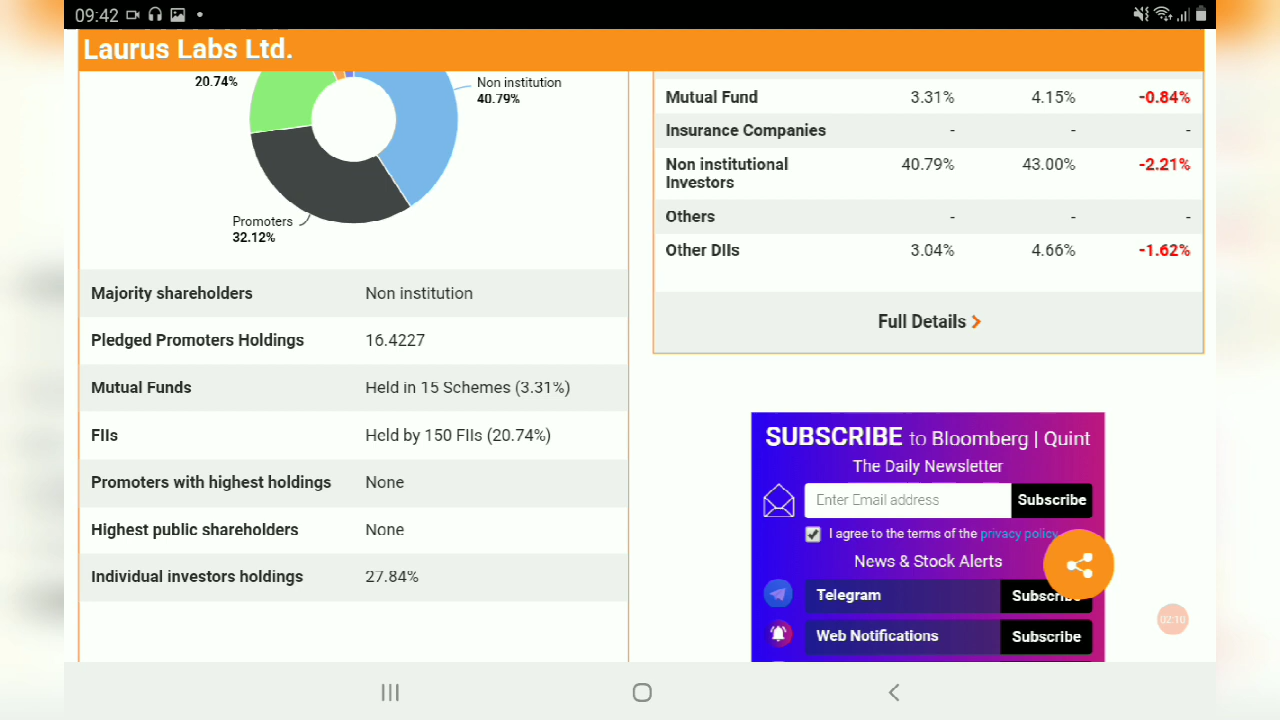 09:42
Laurus Labs Ltd.
20.74%
Non institution
40.79%
Promoters
32.12%
Majority shareholders Non institution
Pledged Promoters Holdings 16.4227
Mutual Funds Held in 15 Schemes (3.31%)
FIIs Held by 150 FIIs (20.74%)
Promoters with highest holdings None
Highest public shareholders None
Individual investors holdings 27.84%
Mutual Fund 3.31% 4.15% -0.84%
Insurance Companies - - -
Non institutional 40.79% 43.00% -2.21%
Investors
Others - - -
Other DIIs 3.04% 4.66% -1.62%
Full Details
SUBSCRIBE to Bloomberg | Quint
The Daily Newsletter
Enter Email address Subscribe
I agree to the terms of the privacy policy
News & Stock Alerts
Telegram Subscribe
Web Notifications Subscribe
02:10